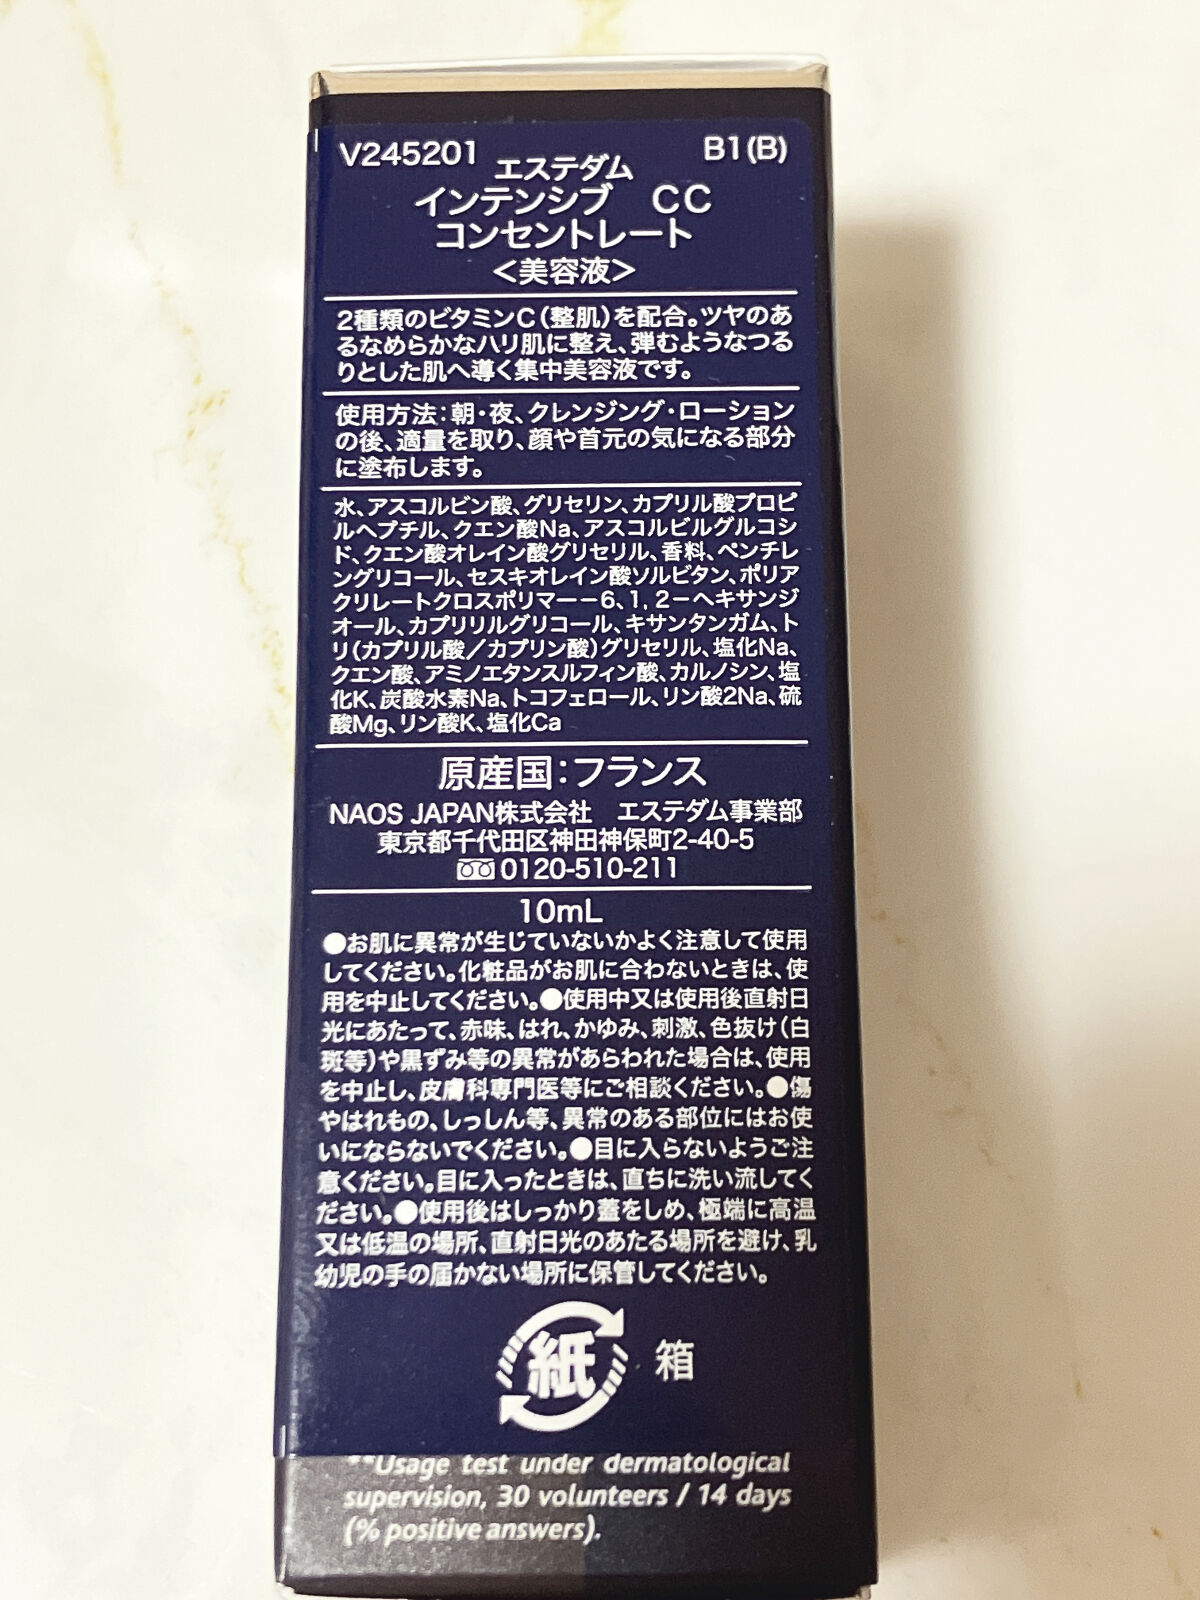 V245201 B1(B)
エステダム
インテンシブ　CC
コンセントレート
＜美容液＞
2種類のビタミンC（整肌）を配合。ツヤのあ
るなめらかなハリ肌に整え、弾むようなつる
りとした肌へ導く集中美容液です。
使用方法：朝・夜、クレンジング・ローション
の後、適量を取り、顔や首元の気になる部分
に塗布します。
水、アスコルビン酸、グリセリン、カプリル酸プロピ
ルヘプチル、クエン酸Na、アスコルビルグルコシ
ド、クエン酸オレイン酸グリセリル、香料、ペンチレ
ングリコール、セスキオレイン酸ソルビタン、ポリア
クリレートクロスポリマー－6、1，2－ヘキサンジ
オール、カプリリルグリコール、キサンタンガム、ト
リ（カプリル酸／カプリン酸）グリセリル、塩化Na、
クエン酸、アミノエタンスルフィン酸、カルノシン、塩
化K、炭酸水素Na、トコフェロール、リン酸2Na、硫
酸Mg、リン酸K、塩化Ca
原産国：フランス
NAOS JAPAN株式会社　エステダム事業部
東京都千代田区神田神保町2-40-5
0120-510-211
10mL
●お肌に異常が生じていないかよく注意して使用
してください。化粧品がお肌に合わないときは、使
用を中止してください。●使用中又は使用後直射日
光にあたって、赤味、はれ、かゆみ、刺激、色抜け（白
斑等）や黒ずみ等の異常があらわれた場合は、使用
を中止し、皮膚科専門医等にご相談ください。●傷
やはれもの、しっしん等、異常のある部位にはお使
いにならないでください。●目に入らないようご注
意ください。目に入ったときは、直ちに洗い流してく
ださい。●使用後はしっかり蓋をしめ、極端に高温
又は低温の場所、直射日光のあたる場所を避け、乳
幼児の手の届かない場所に保管してください。
紙 箱
**Usage test under dermatological
supervision, 30 volunteers / 14 days
(% positive answers).